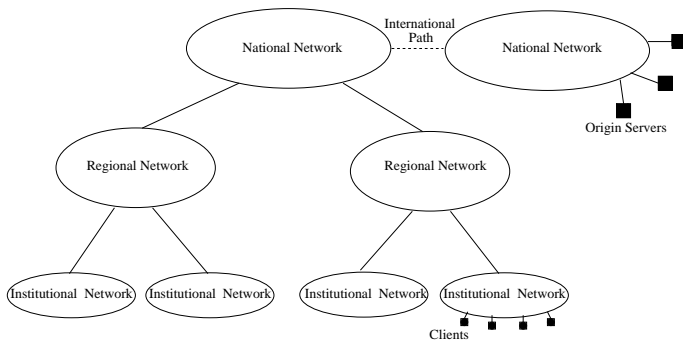 International
Path
National Network
National Network
Origin Servers
Regional Network
Regional Network
Institutional Network
Institutional Network
Institutional Network
Institutional Network
Clients